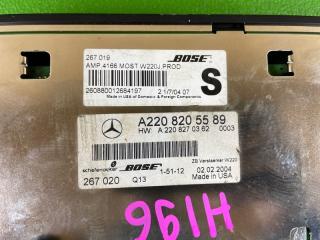 267 019
BOSE
AMP.4166 MOST W220J,PROD
260880012684197 2 1/7/04 07
S
Made in USA of Domestic & Foreign Components
A220 820 55 89
HW: A 220 827 03 62 0003
ZB Verstaerker W220
schefenacker BOSE 1-51-12 02.02.2004
267 020 Q13 Made in USA
H196